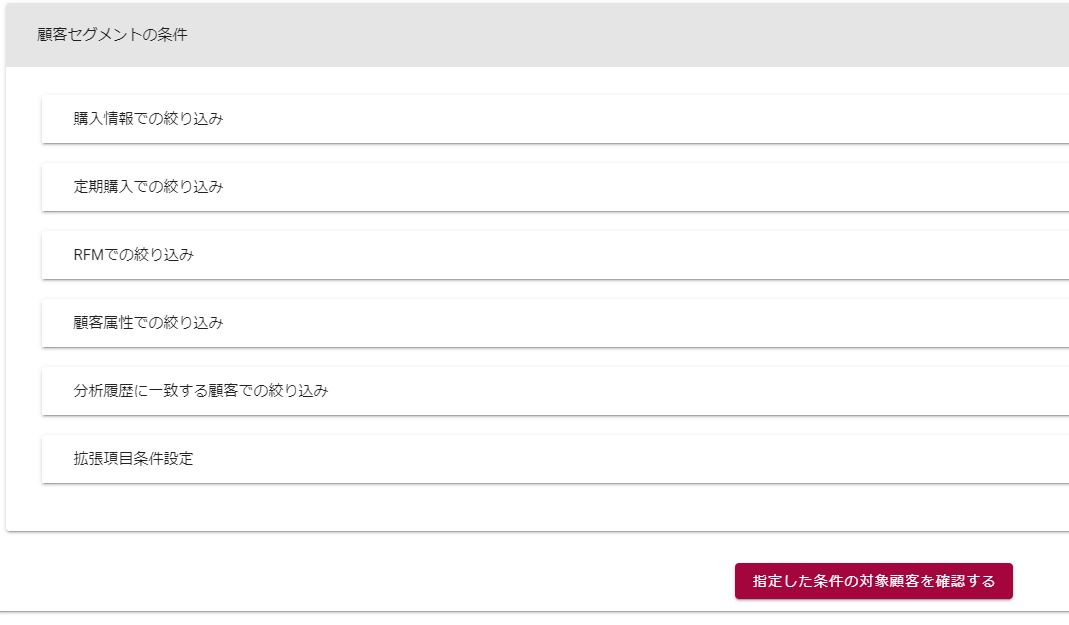 顧客セグメントの条件
購入情報での絞り込み
定期購入での絞り込み
RFMでの絞り込み
顧客属性での絞り込み
分析履歴に一致する顧客での絞り込み
拡張項目条件設定
指定した条件の対象顧客を確認する